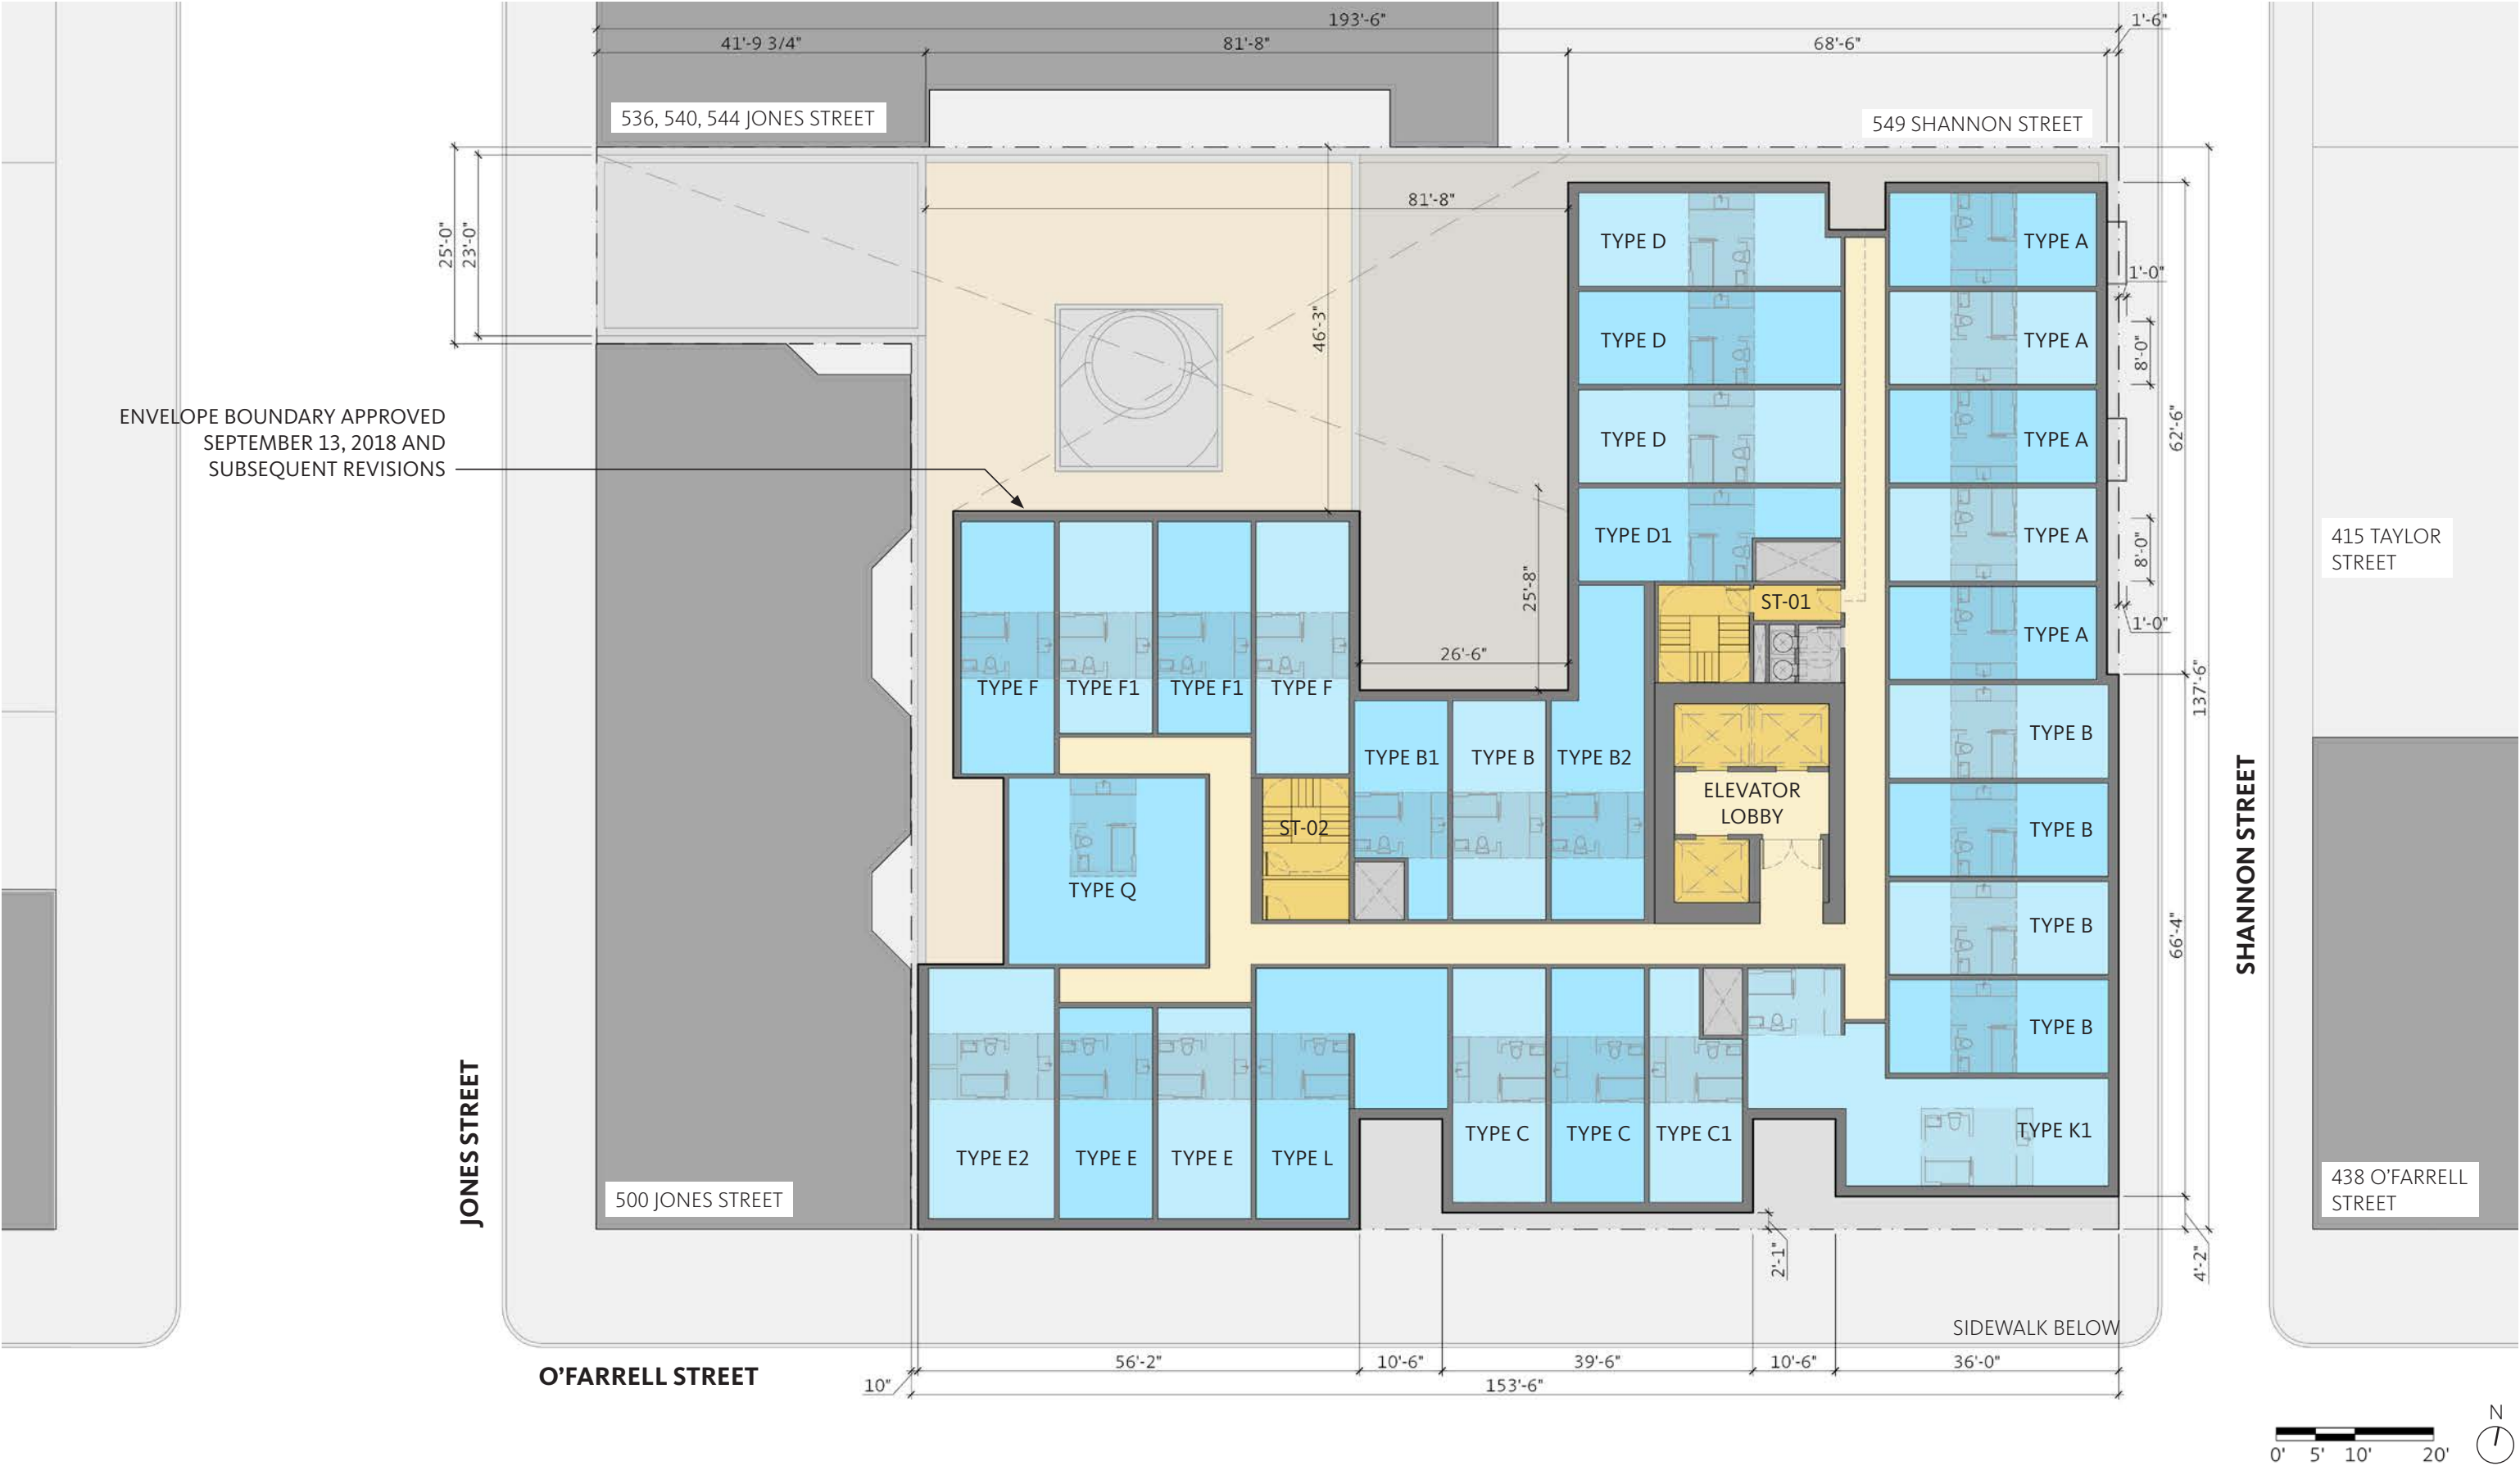 193'-6"
1'-6"
41'-9 3/4"
81'-8"
68'-6"
536, 540, 544 JONES STREET
549 SHANNON STREET
81'-8"
25'-0"
23'-0"
46'-3"
TYPE D
TYPE A
1'-0"
TYPE D
TYPE A
8'-0"
ENVELOPE BOUNDARY APPROVED
SEPTEMBER 13, 2018 AND
SUBSEQUENT REVISIONS
TYPE D
TYPE A
62'-6"
TYPE D1
TYPE A
8'-0"
415 TAYLOR
STREET
25'-8"
ST-01
TYPE A
1'-0"
26'-6"
137'-6"
TYPE F
TYPE F1
TYPE F1
TYPE F
TYPE B1
TYPE B
TYPE B2
TYPE B
ELEVATOR
LOBBY
ST-02
TYPE B
TYPE Q
TYPE B
66'-4"
SHANNON STREET
TYPE B
JONES STREET
TYPE E2
TYPE E
TYPE E
TYPE L
TYPE C
TYPE C
TYPE C1
TYPE K1
500 JONES STREET
438 O'FARRELL
STREET
2'-1"
4'-2"
SIDEWALK BELOW
O'FARRELL STREET
56'-2"
10'-6"
39'-6"
10'-6"
36'-0"
10"
153'-6"
N
0' 5' 10' 20'